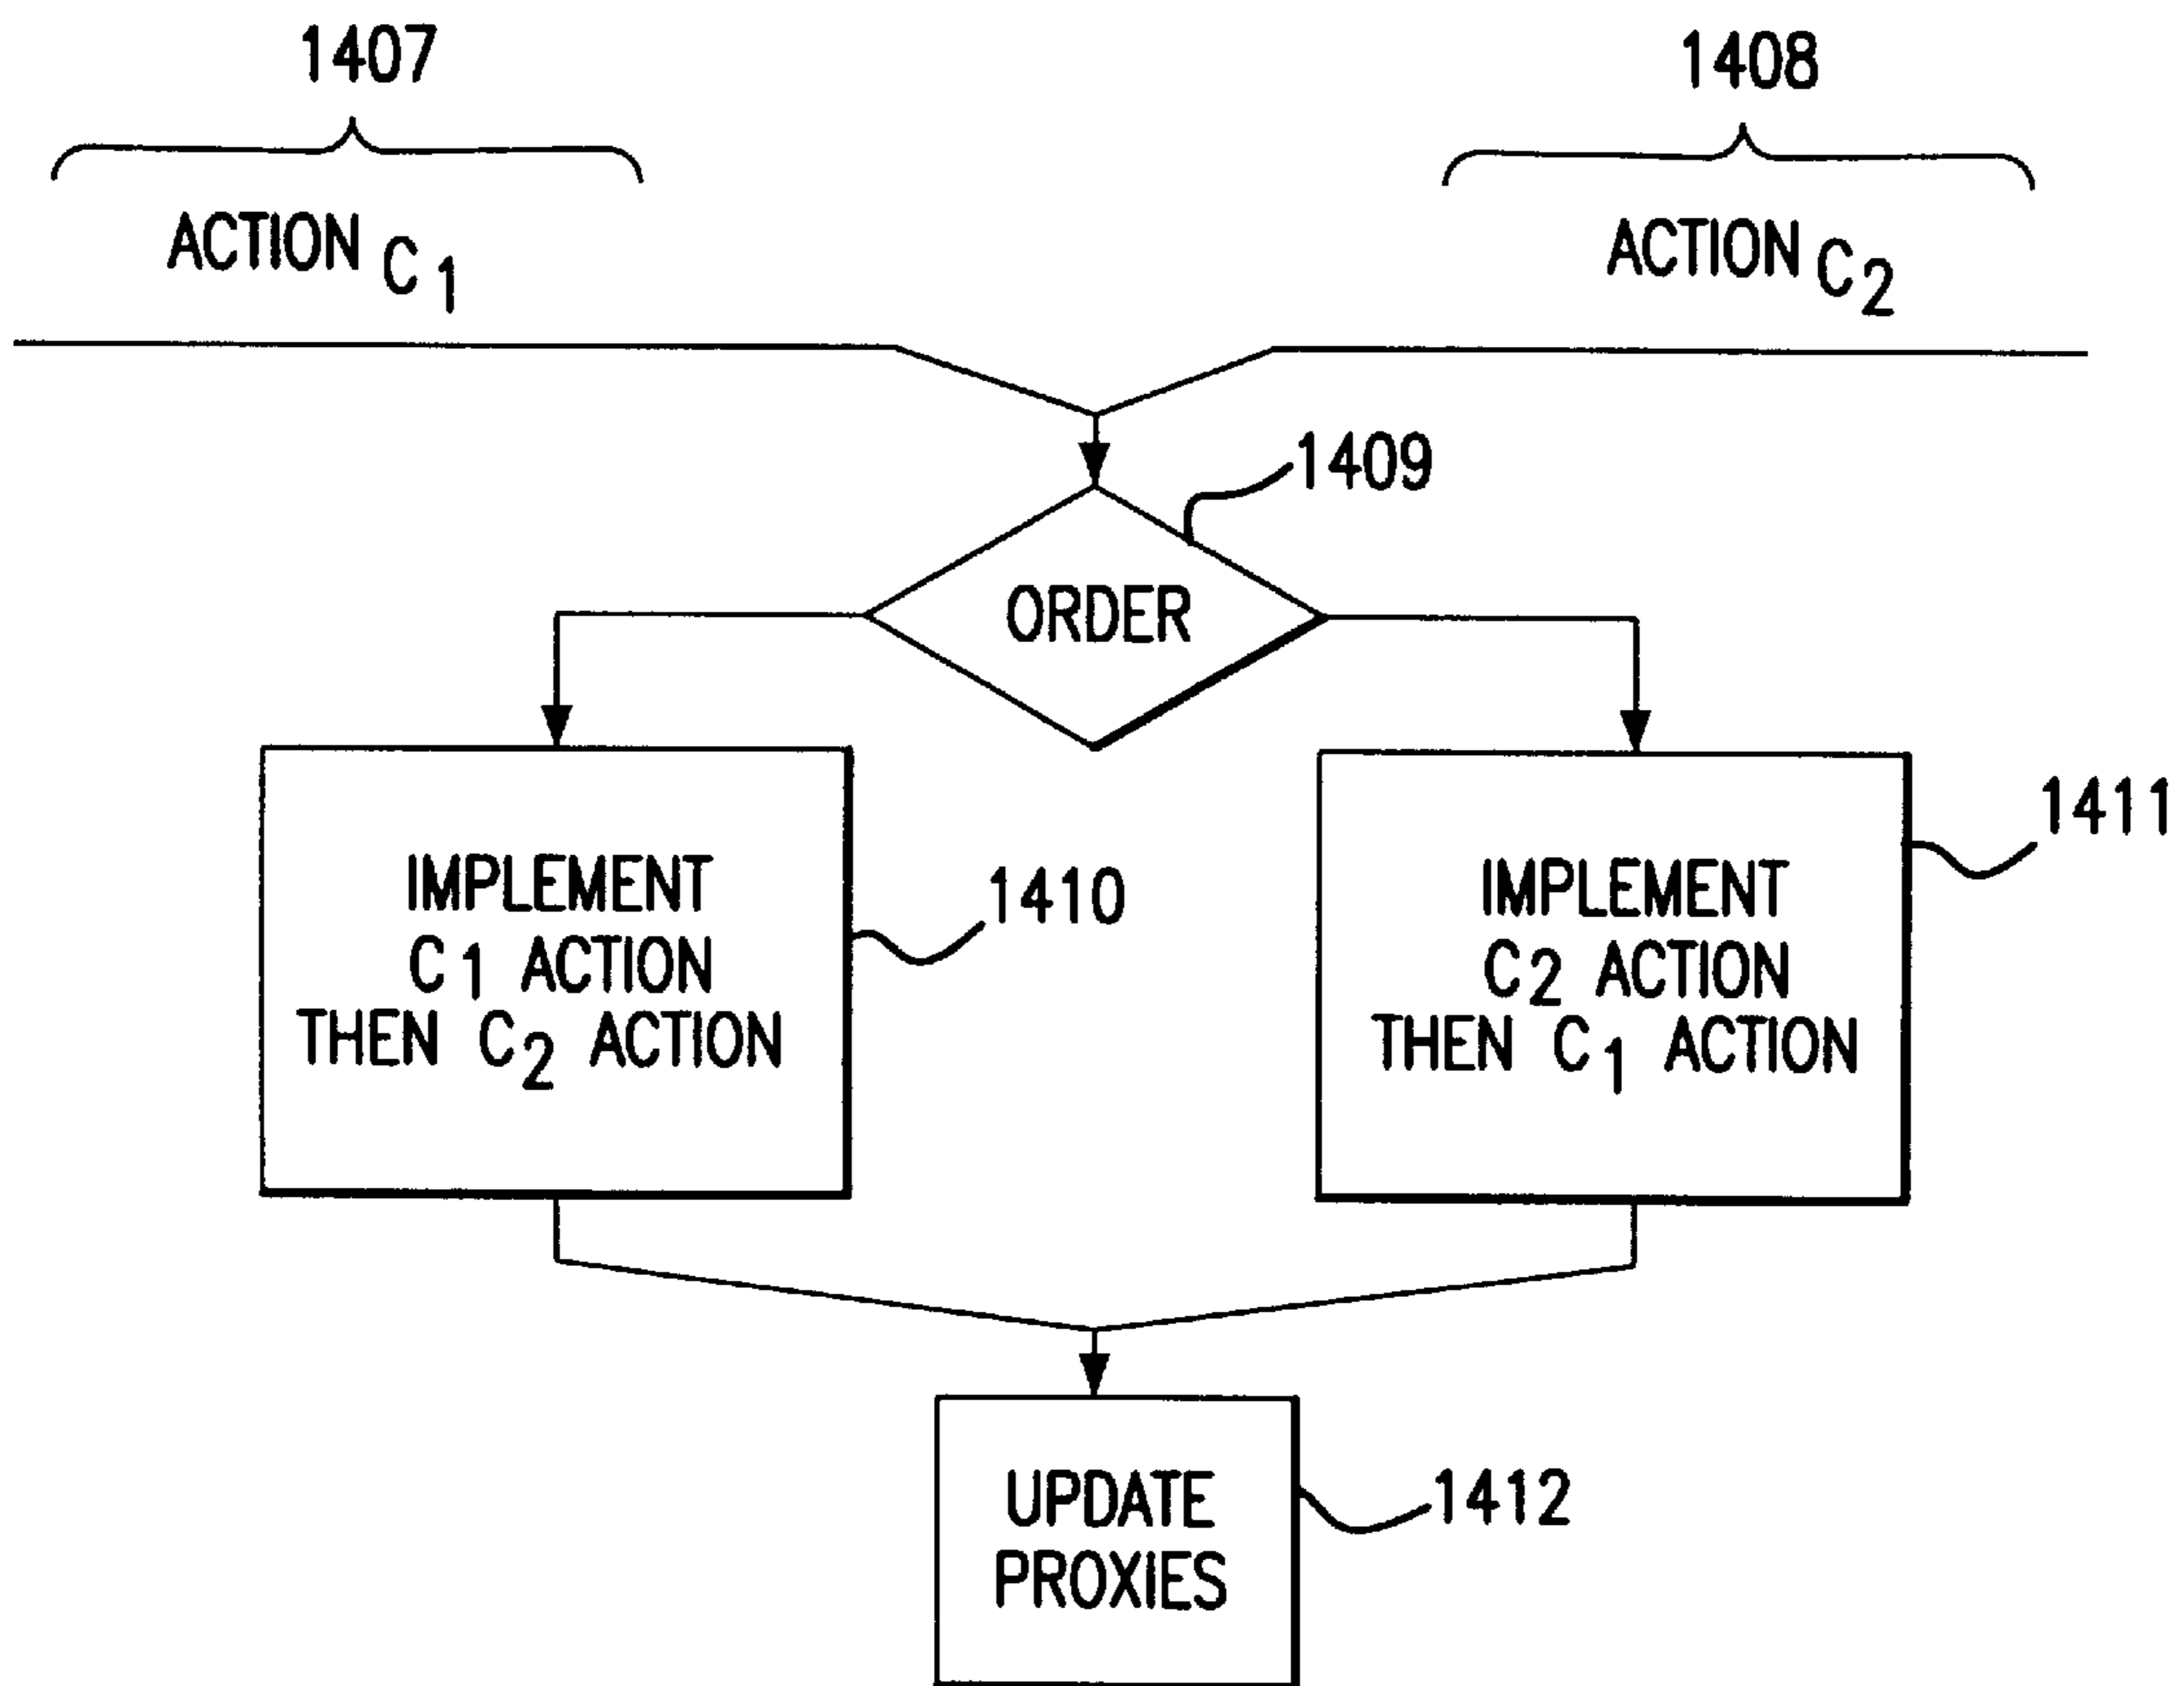 1407
1408
ACTION C1
ACTION C2
1409
ORDER
1411
IMPLEMENT
C1 ACTION
THEN C2 ACTION
1410
IMPLEMENT
C2 ACTION
THEN C1 ACTION
UPDATE
PROXIES
1412